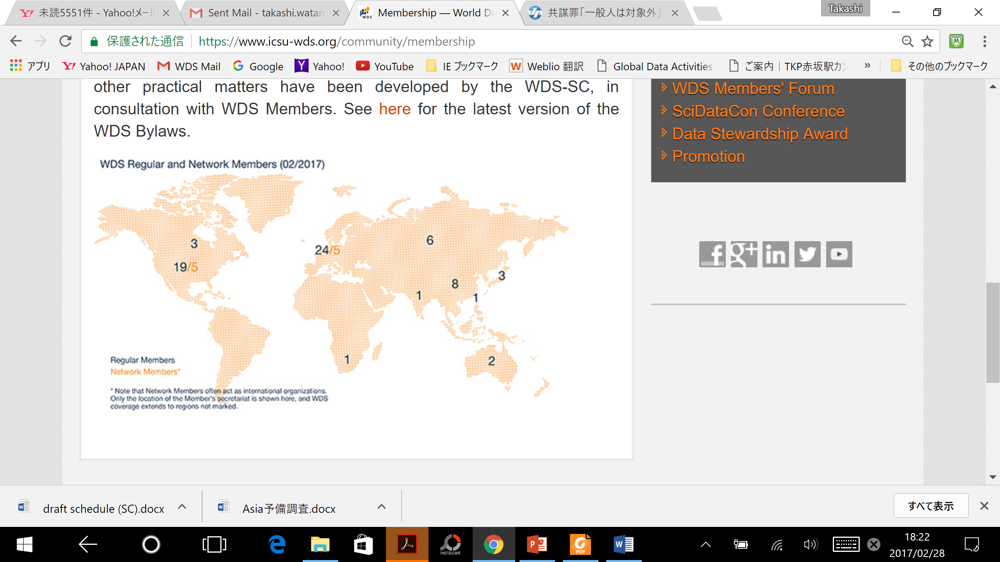 未読5551件 - Yahoo!メール
Sent Mail - takashi.watan
Membership — World Da
共謀罪「一般人は対象外」
Takashi
保護された通信
https://www.icsu-wds.org/community/membership
アプリ
Yahoo! JAPAN
WDS Mail
Google
Yahoo!
YouTube
IE ブックマーク
Weblio 翻訳
Global Data Activities
ご案内｜TKP赤坂駅カン
»
その他のブックマーク
other practical matters have been developed by the WDS-SC, in
consultation with WDS Members. See here for the latest version of the
WDS Bylaws.
WDS Members' Forum
SciDataCon Conference
Data Stewardship Award
Promotion
WDS Regular and Network Members (02/2017)
3
19/5
24/5
6
8
3
1
1
1
2
Regular Members
Network Members*
* Note that Network Members often act as international organizations.
Only the location of the Member's secretariat is shown here, and WDS
coverage extends to regions not marked.
draft schedule (SC).docx
Asia予備調査.docx
すべて表示
PHOTOSCAPE
PDF
18:22
2017/02/28